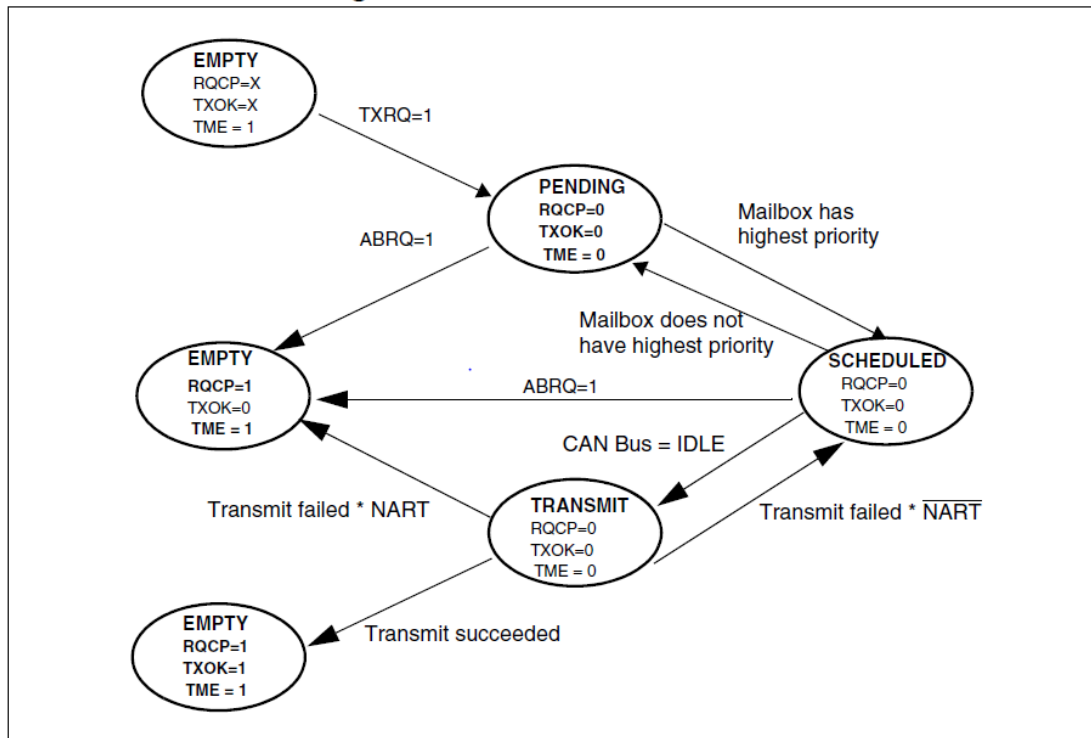 EMPTY
RQCP=X
TXOK=X
TME = 1
TXRQ=1
PENDING
RQCP=0
TXOK=0
TME = 0
Mailbox has
highest priority
ABRQ=1
Mailbox does not
have highest priority
EMPTY
RQCP=1
TXOK=0
TME = 1
ABRQ=1
SCHEDULED
RQCP=0
TXOK=0
TME = 0
CAN Bus = IDLE
Transmit failed * NART
TRANSMIT
RQCP=0
TXOK=0
TME = 0
Transmit failed * N̅A̅R̅T̅
EMPTY
RQCP=1
TXOK=1
TME = 1
Transmit succeeded